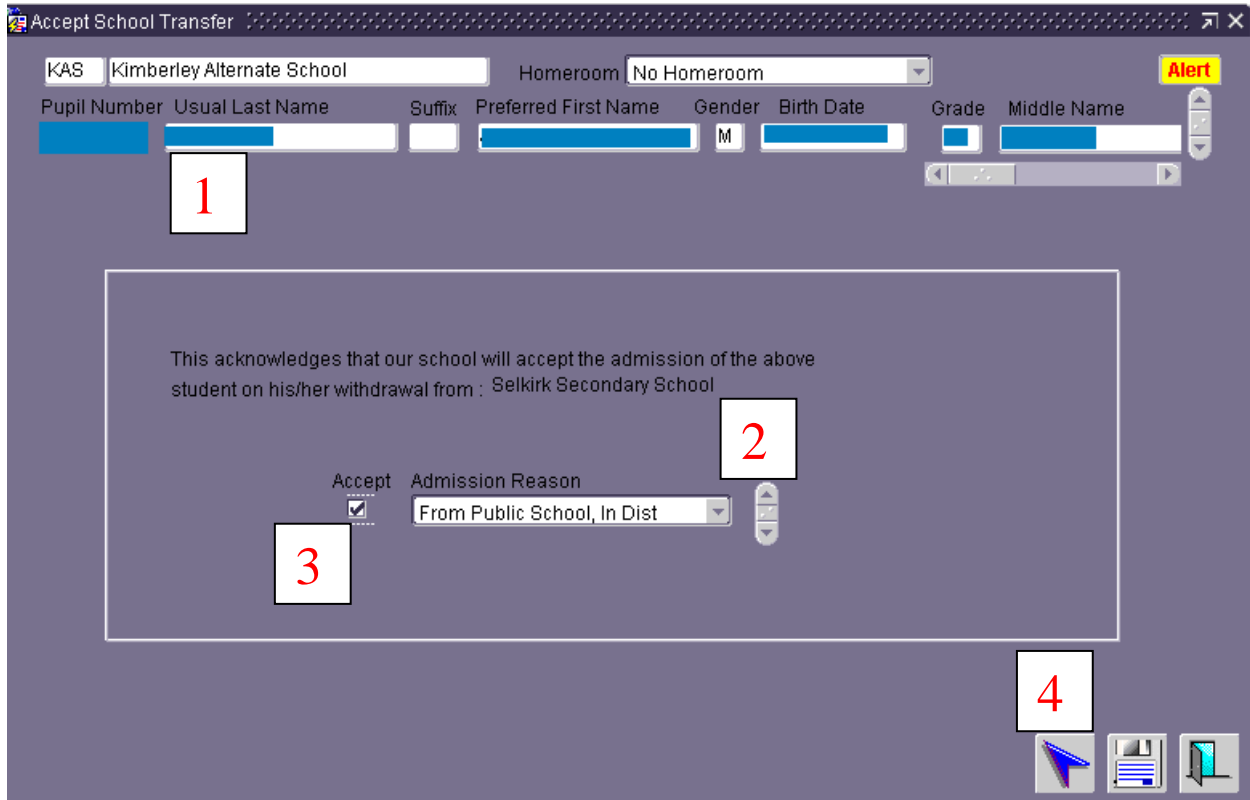 Accept School Transfer
KAS Kimberley Alternate School Homeroom No Homeroom Alert
Pupil Number Usual Last Name Suffix Preferred First Name Gender Birth Date Grade Middle Name
M
1
This acknowledges that our school will accept the admission of the above
student on his/her withdrawal from : Selkirk Secondary School
2
Accept Admission Reason
From Public School, In Dist
3
4